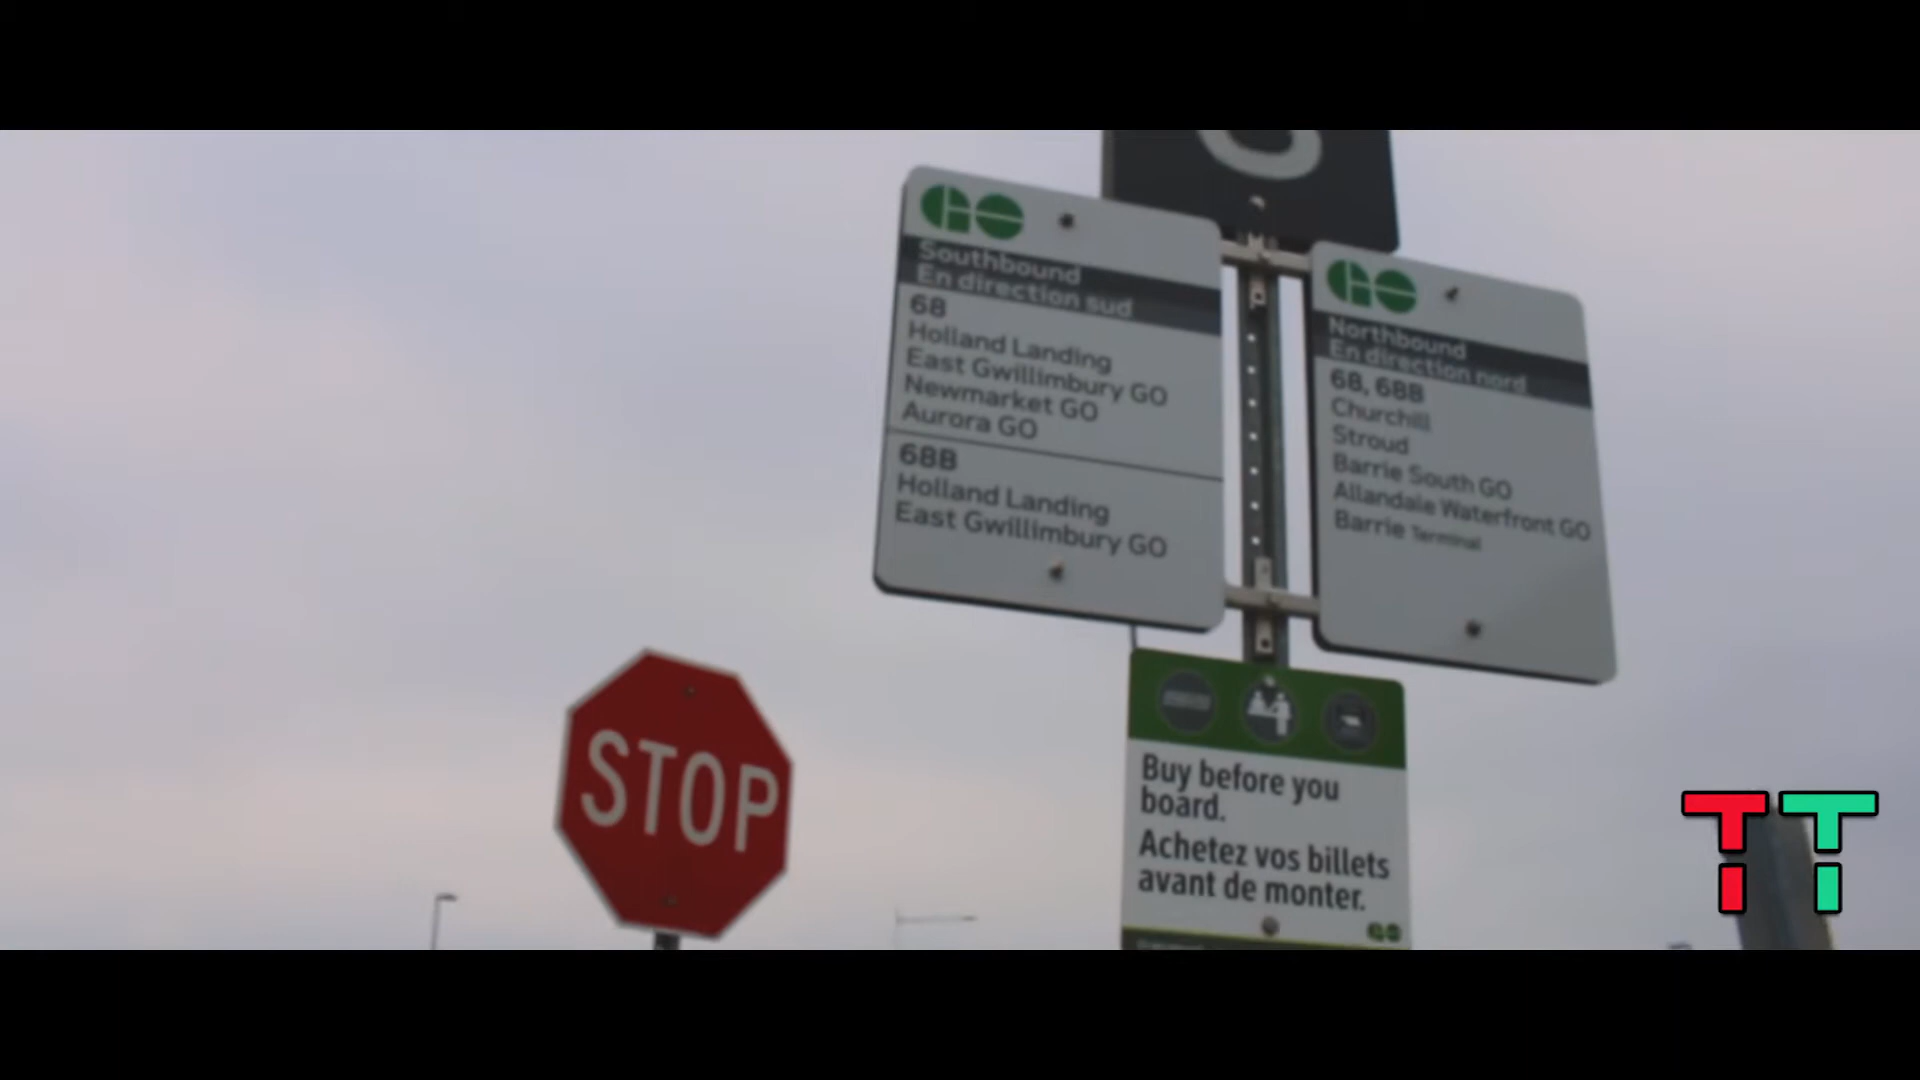 GO
Southbound
En direction sud
68
Holland Landing
East Gwillimbury GO
Newmarket GO
Aurora GO
68B
Holland Landing
East Gwillimbury GO
GO
Northbound
En direction nord
68, 68B
Churchill
Stroud
Barrie South GO
Allandale Waterfront GO
Barrie Terminal
STOP
Buy before you
board.
Achetez vos billets
avant de monter.
GO
TT